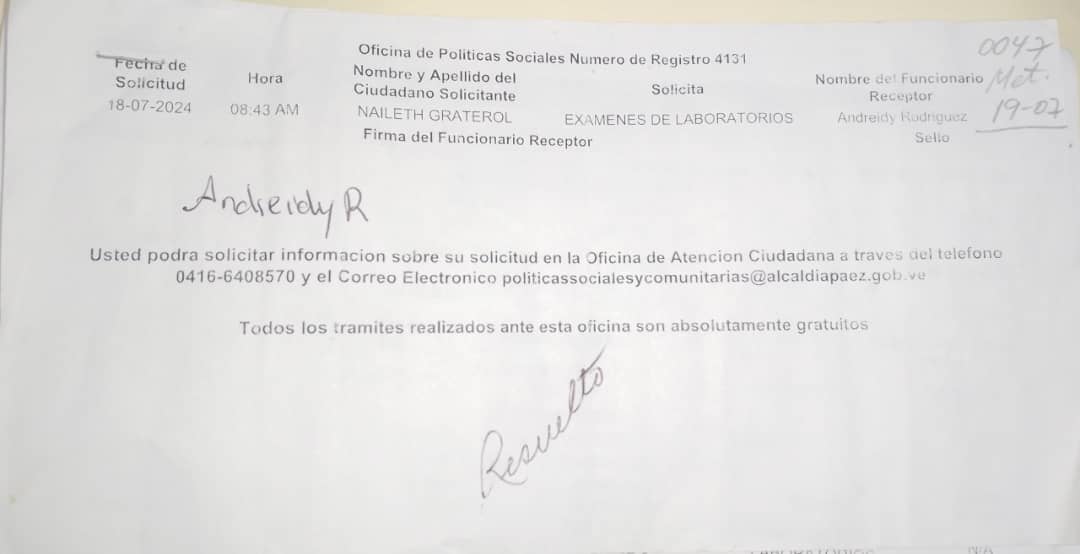 Oficina de Politicas Sociales Numero de Registro 4131
0047
Met.
19-07
Fecha de Solicitud
Hora
Nombre y Apellido del Ciudadano Solicitante
Solicita
Nombre del Funcionario Receptor
18-07-2024
08:43 AM
NAILETH GRATEROL
EXAMENES DE LABORATORIOS
Andreidy Rodriguez
Firma del Funcionario Receptor
Sello
Andreidy R
Usted podra solicitar informacion sobre su solicitud en la Oficina de Atencion Ciudadana a traves del telefono
0416-6408570 y el Correo Electronico politicassocialesycomunitarias@alcaldiapaez.gob.ve
Todos los tramites realizados ante esta oficina son absolutamente gratuitos
Resuelto